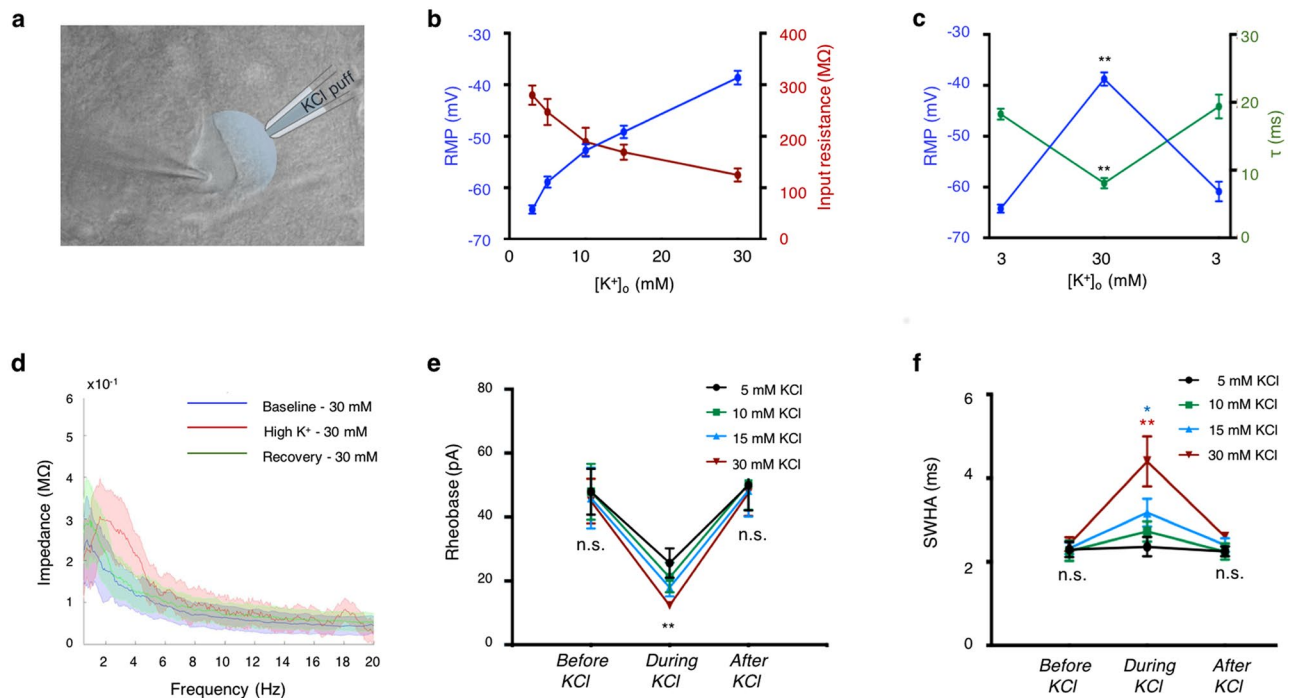 a
KCl puff
b
-30
-40
-50
-60
-70
RMP (mV)
400
300
200
100
0
Input resistance (MΩ)
0
10
20
30
[K⁺]ₒ (mM)
c
-30
-40
-50
-60
-70
RMP (mV)
**
**
30
20
10
0
τ (ms)
3
30
3
[K⁺]ₒ (mM)
d
x10⁻¹
6
5
4
3
2
1
0
Impedance (MΩ)
Baseline - 30 mM
High K⁺ - 30 mM
Recovery - 30 mM
2
4
6
8
10
12
14
16
18
20
Frequency (Hz)
e
80
60
40
20
0
Rheobase (pA)
5 mM KCl
10 mM KCl
15 mM KCl
30 mM KCl
n.s.
**
n.s.
Before
KCl
During
KCl
After
KCl
f
6
4
2
0
SWHA (ms)
*
**
5 mM KCl
10 mM KCl
15 mM KCl
30 mM KCl
n.s.
n.s.
Before
KCl
During
KCl
After
KCl